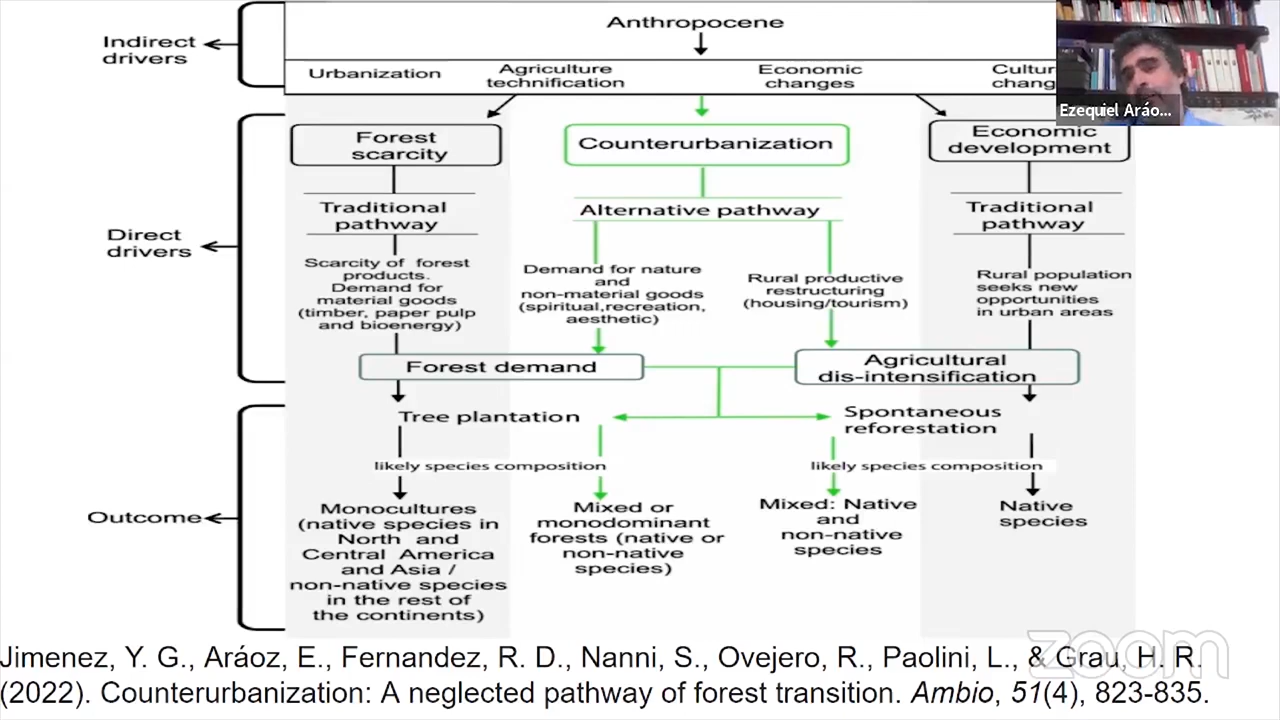 Anthropocene
Indirect
drivers
Urbanization
Agriculture
technification
Economic
changes
Cultur
chang
Ezequiel Aráo...
Direct
drivers
Forest
scarcity
Counterurbanization
Economic
development
Traditional
pathway
Alternative pathway
Traditional
pathway
Scarcity of forest
products.
Demand for
material goods
(timber, paper pulp
and bioenergy)
Demand for nature
and
non-material goods
(spiritual,recreation,
aesthetic)
Rural productive
restructuring
(housing/tourism)
Rural population
seeks new
opportunities
in urban areas
Forest demand
Agricultural
dis-intensification
Outcome
Tree plantation
Spontaneous
reforestation
likely species composition
likely species composition
Monocultures
(native species in
North and
Central America
and Asia /
non-native species
in the rest of
the continents)
Mixed or
monodominant
forests (native or
non-native
species)
Mixed: Native
and
non-native
species
Native
species
zoom
Jimenez, Y. G., Aráoz, E., Fernandez, R. D., Nanni, S., Ovejero, R., Paolini, L., & Grau, H. R.
(2022). Counterurbanization: A neglected pathway of forest transition. Ambio, 51(4), 823-835.